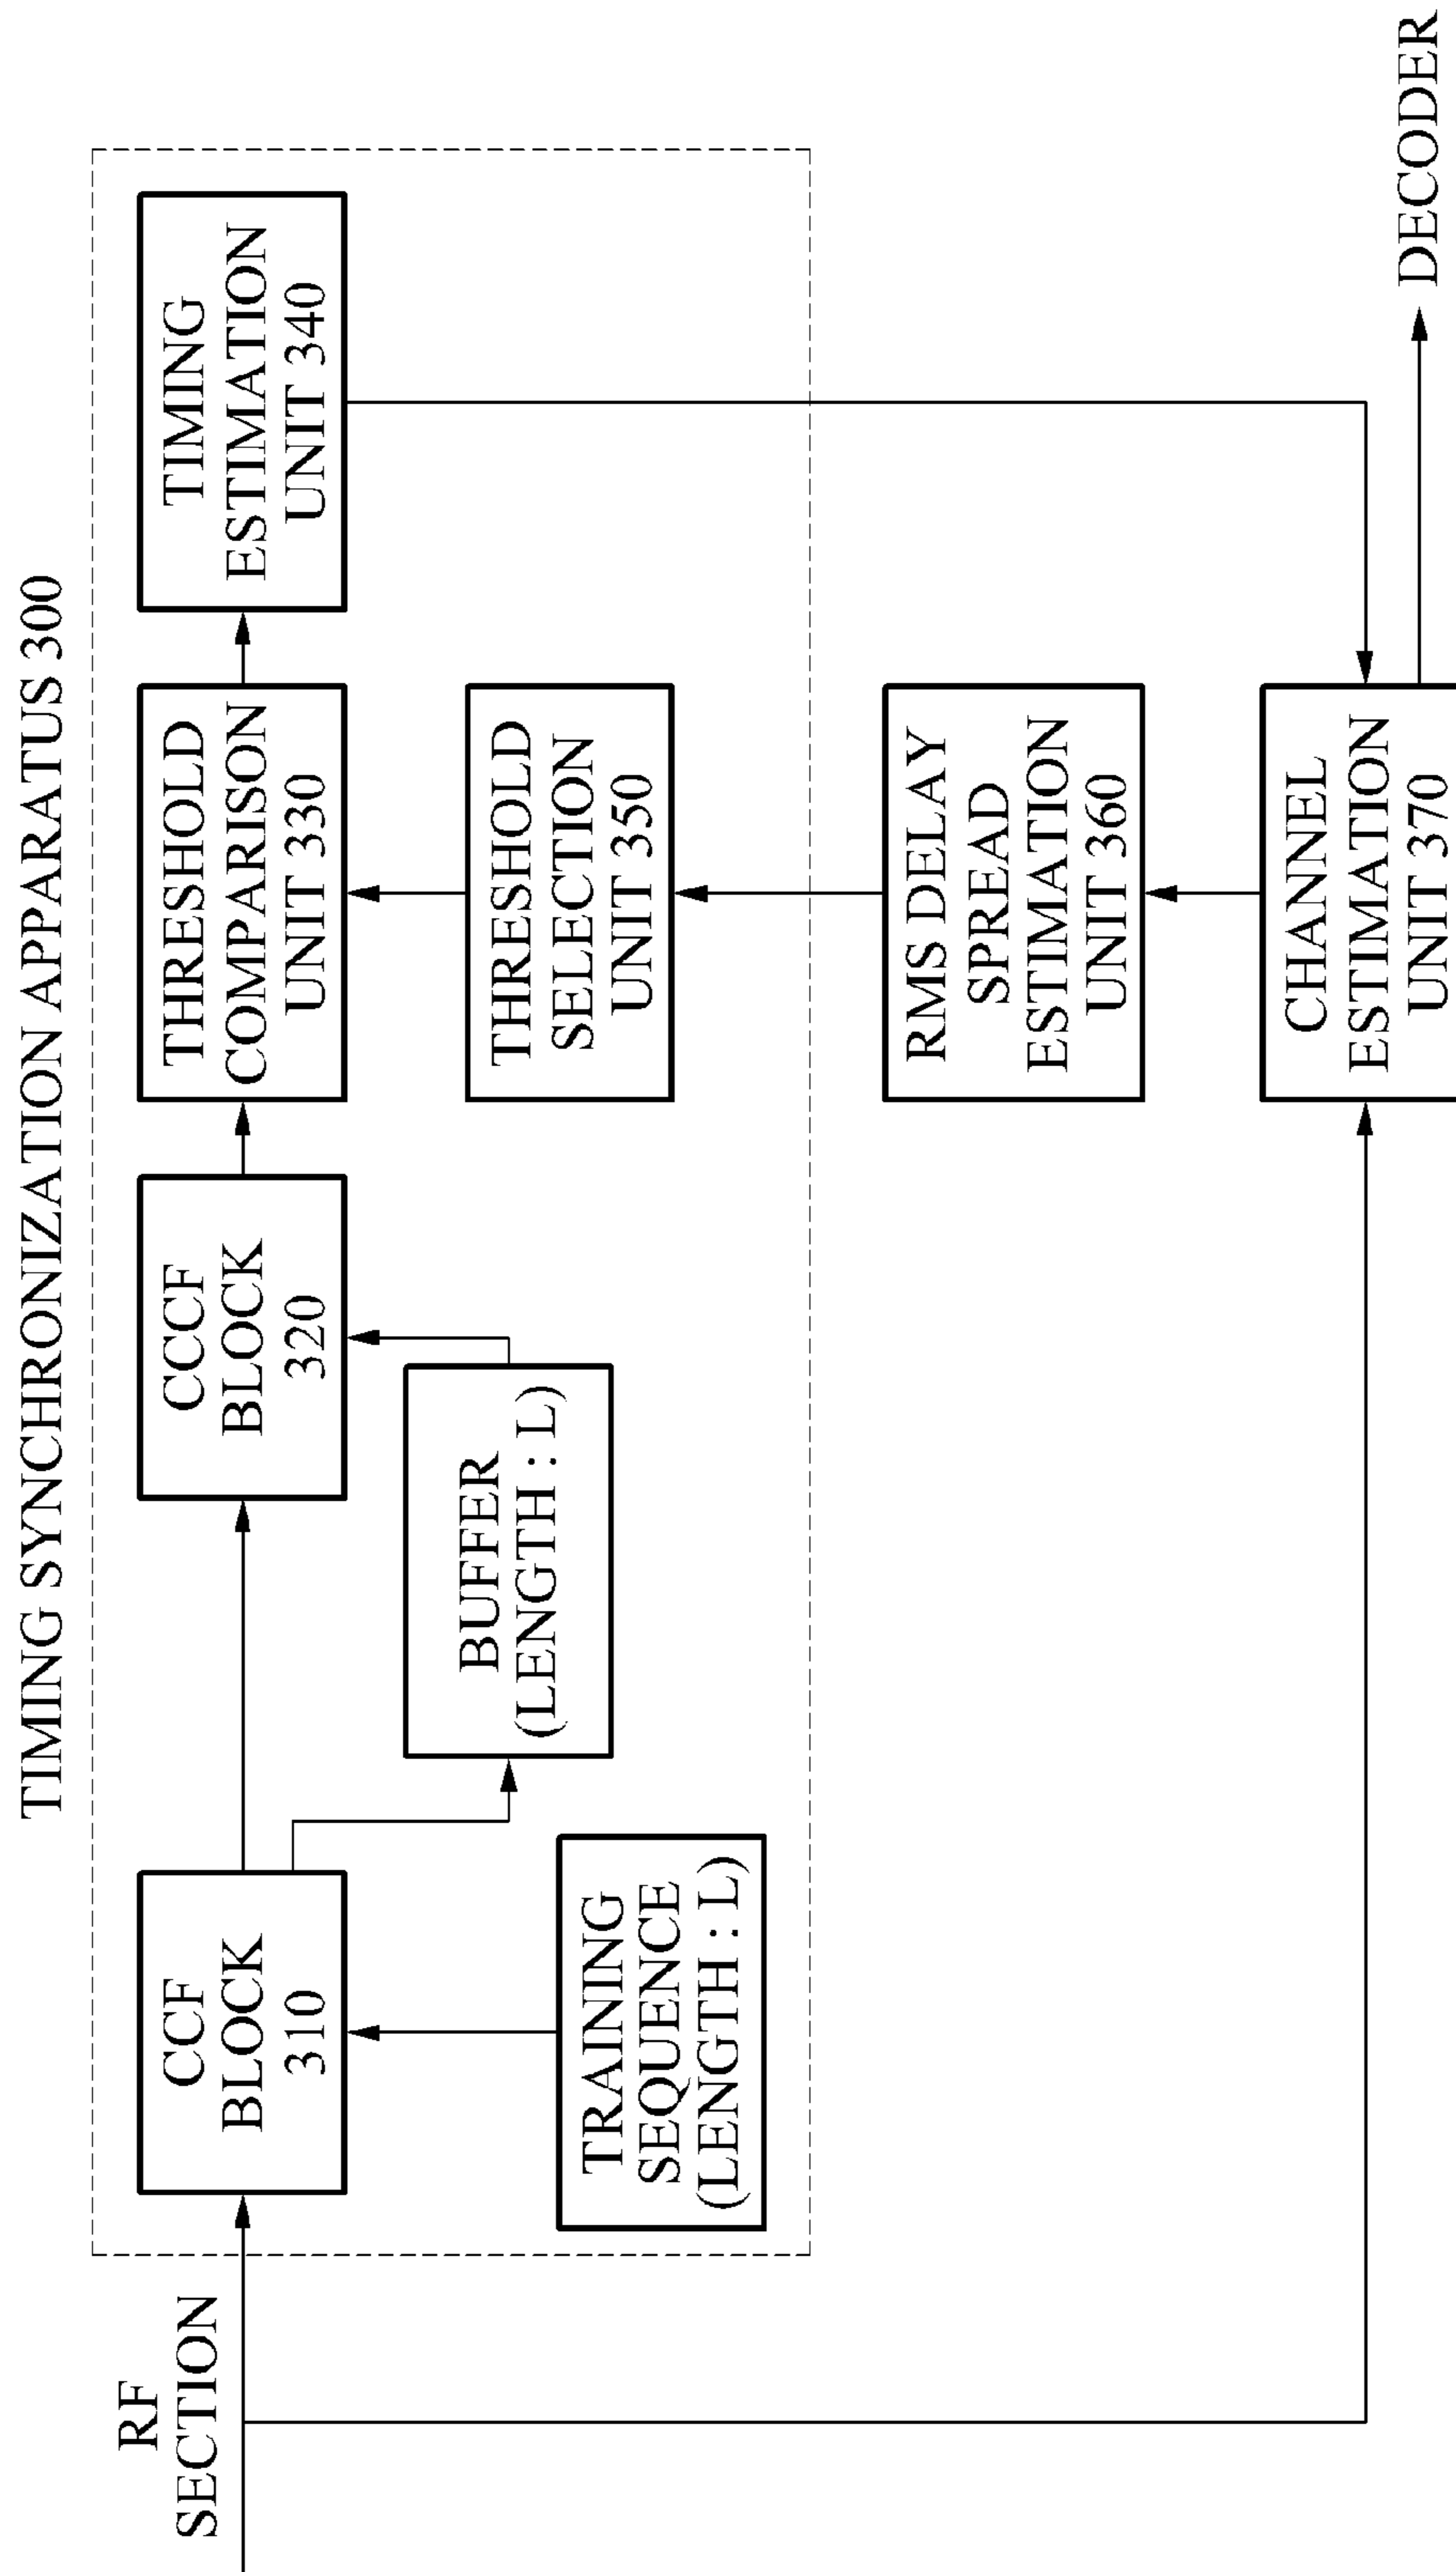 TIMING SYNCHRONIZATION APPARATUS 300
RF
SECTION
CCF
BLOCK
310
CCCF
BLOCK
320
THRESHOLD
COMPARISON
UNIT 330
TIMING
ESTIMATION
UNIT 340
TRAINING
SEQUENCE
(LENGTH : L)
BUFFER
(LENGTH : L)
THRESHOLD
SELECTION
UNIT 350
RMS DELAY
SPREAD
ESTIMATION
UNIT 360
CHANNEL
ESTIMATION
UNIT 370
DECODER